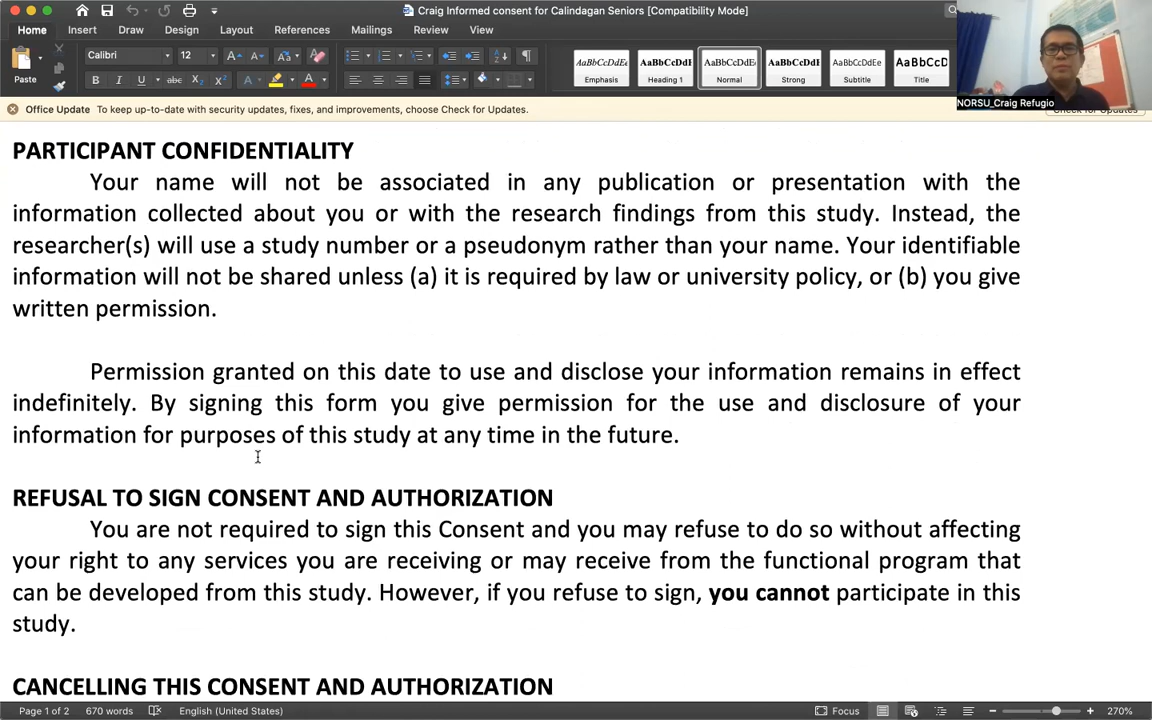 Craig Informed consent for Calindagan Seniors [Compatibility Mode]
Home Insert Draw Design Layout References Mailings Review View
Paste
Calibri 12
B I U abc X2 X2 A A
AaBbCcDdEe AaBbCcDdE AaBbCcDdEe AaBbCcDdE AaBbCcDdEe AaBbCcD
Emphasis Heading 1 Normal Strong Subtitle Title
NORSU_Craig Refugio
Office Update To keep up-to-date with security updates, fixes, and improvements, choose Check for Updates.
PARTICIPANT CONFIDENTIALITY
Your name will not be associated in any publication or presentation with the
information collected about you or with the research findings from this study. Instead, the
researcher(s) will use a study number or a pseudonym rather than your name. Your identifiable
information will not be shared unless (a) it is required by law or university policy, or (b) you give
written permission.
Permission granted on this date to use and disclose your information remains in effect
indefinitely. By signing this form you give permission for the use and disclosure of your
information for purposes of this study at any time in the future.
REFUSAL TO SIGN CONSENT AND AUTHORIZATION
You are not required to sign this Consent and you may refuse to do so without affecting
your right to any services you are receiving or may receive from the functional program that
can be developed from this study. However, if you refuse to sign, you cannot participate in this
study.
CANCELLING THIS CONSENT AND AUTHORIZATION
Page 1 of 2 670 words English (United States) Focus 270%